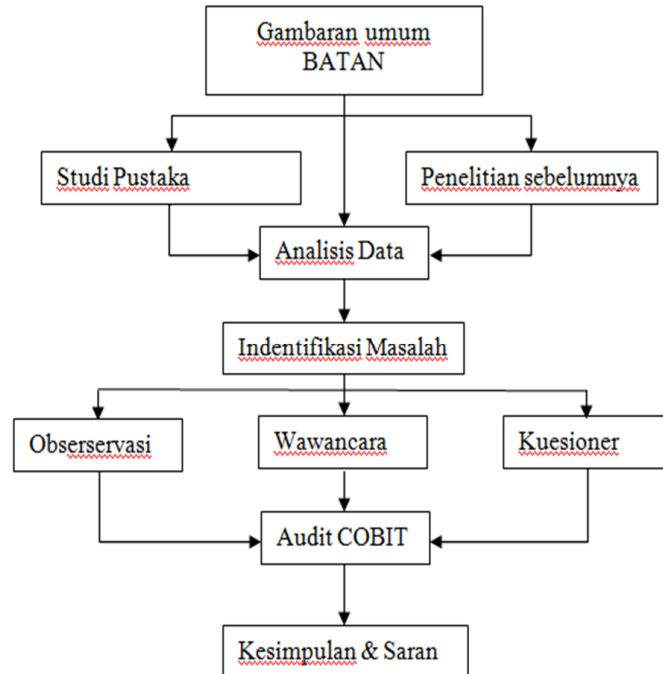 Gambaran umum
BATAN
Studi Pustaka
Penelitian sebelumnya
Analisis Data
Indentifikasi Masalah
Obserservasi
Wawancara
Kuesioner
Audit COBIT
Kesimpulan & Saran